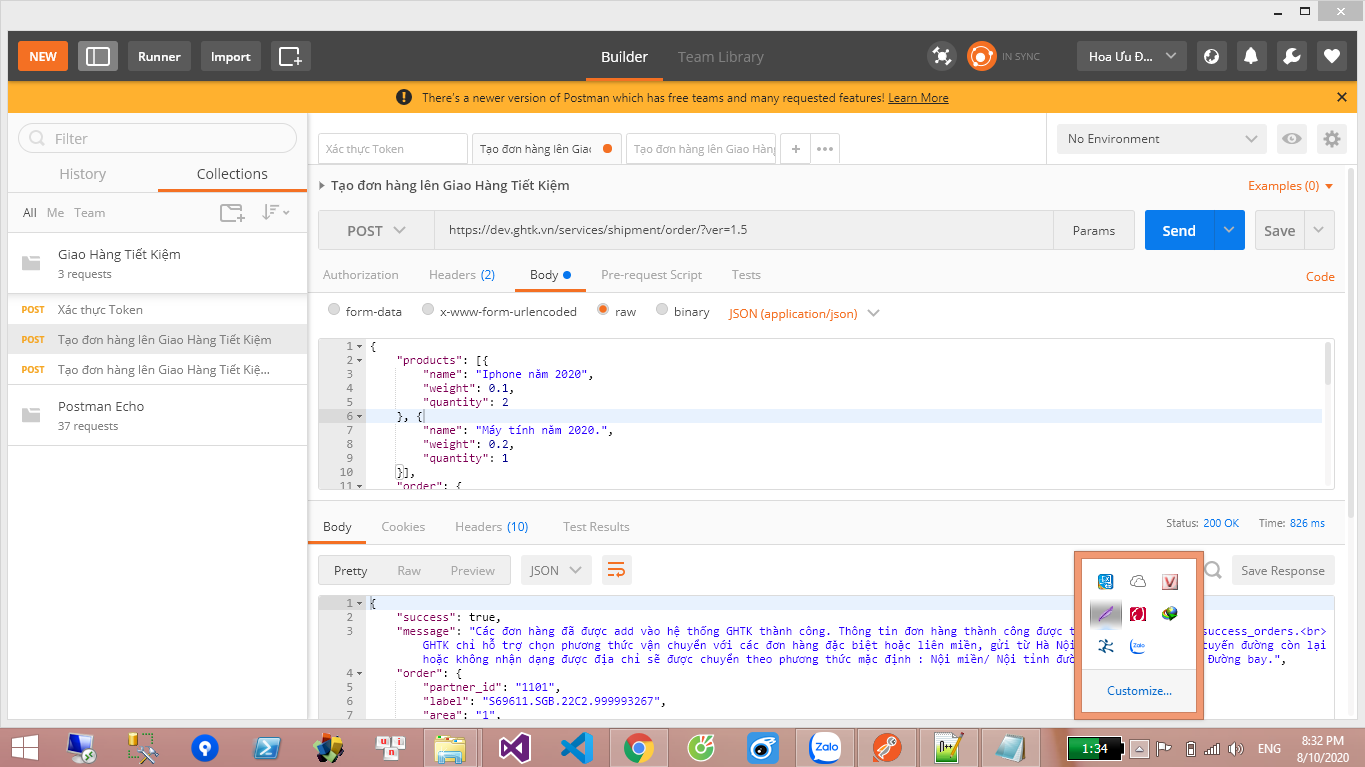 NEW
Runner
Import
Builder
Team Library
IN SYNC
Hoa Ưu Đ...
There's a newer version of Postman which has free teams and many requested features! Learn More
Filter
History
Collections
All Me Team
Giao Hàng Tiết Kiệm
3 requests
POST Xác thực Token
POST Tạo đơn hàng lên Giao Hàng Tiết Kiệm
POST Tạo đơn hàng lên Giao Hàng Tiết Kiệ...
Postman Echo
37 requests
Xác thực Token
Tạo đơn hàng lên Giao
Tạo đơn hàng lên Giao Hàng
No Environment
Tạo đơn hàng lên Giao Hàng Tiết Kiệm
Examples (0)
POST
https://dev.ghtk.vn/services/shipment/order/?ver=1.5
Params
Send
Save
Authorization
Headers (2)
Body
Pre-request Script
Tests
Code
form-data
x-www-form-urlencoded
raw
binary
JSON (application/json)
1 {
2 "products": [{
3 "name": "Iphone năm 2020",
4 "weight": 0.1,
5 "quantity": 2
6 }, {
7 "name": "Máy tính năm 2020.",
8 "weight": 0.2,
9 "quantity": 1
10 }],
11 "order": {
Body
Cookies
Headers (10)
Test Results
Status: 200 OK
Time: 826 ms
Pretty
Raw
Preview
JSON
Save Response
1 {
2 "success": true,
3 "message": "Các đơn hàng đã được add vào hệ thống GHTK thành công. Thông tin đơn hàng thành công được success_orders.<br>
GHTK chỉ hỗ trợ chọn phương thức vận chuyển với các đơn hàng đặc biệt hoặc liên miền, gửi từ Hà Nội tuyến đường còn lại
hoặc không nhận dạng được địa chỉ sẽ được chuyển theo phương thức mặc định : Nội miền/ Nội tỉnh Đường bay.",
4 "order": {
5 "partner_id": "1101",
6 "label": "S69611.SGB.22C2.999993267",
7 "area": "1",
Zalo
Customize...
Zalo
1:34
ENG
8:32 PM
8/10/2020